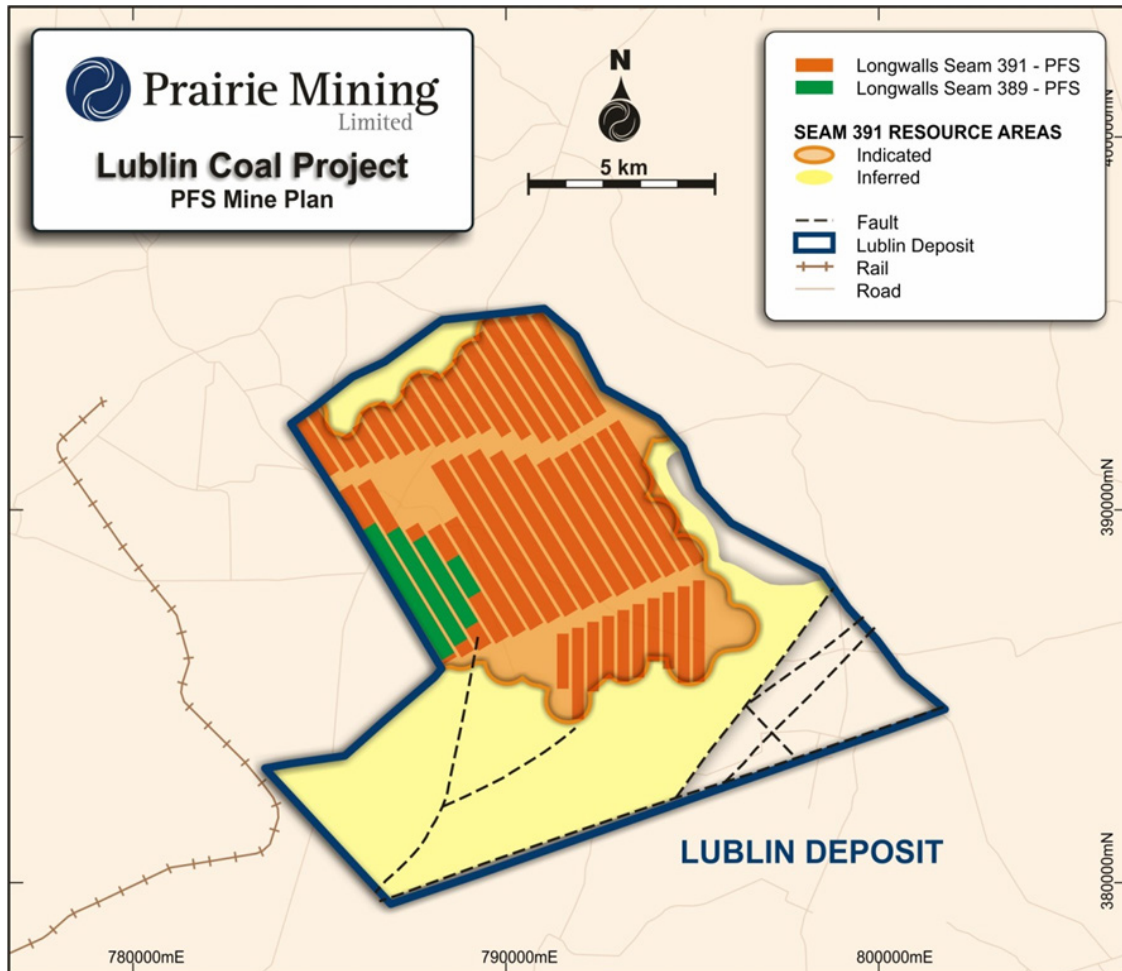 Prairie Mining
Limited
Lublin Coal Project
PFS Mine Plan
N
5 km
Longwalls Seam 391 - PFS
Longwalls Seam 389 - PFS
SEAM 391 RESOURCE AREAS
Indicated
Inferred
Fault
Lublin Deposit
Rail
Road
400000mN
390000mN
380000mN
LUBLIN DEPOSIT
780000mE
790000mE
800000mE